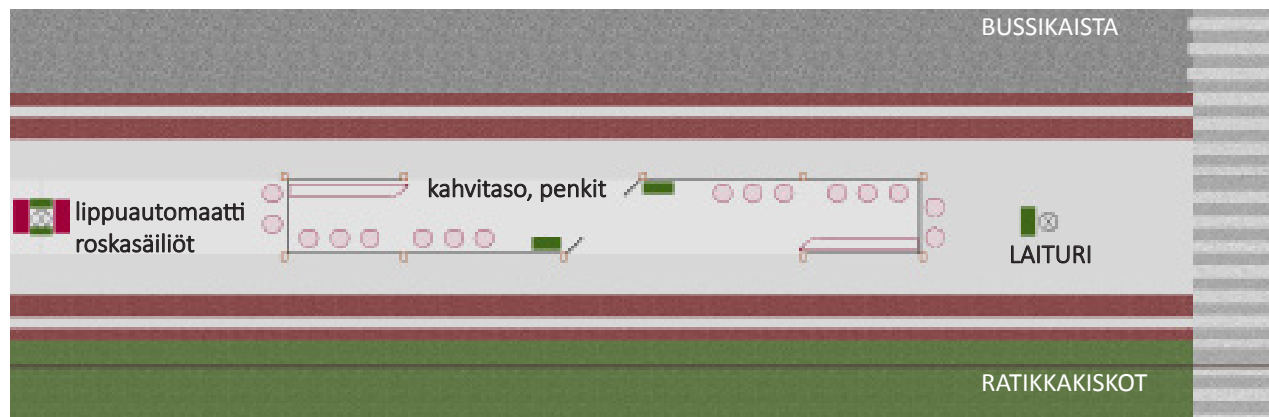 BUSSIKAISTA
kahvitaso, penkit
lippuautomaatti
roskasäiliöt
LAITURI
RATIKKAKISKOT